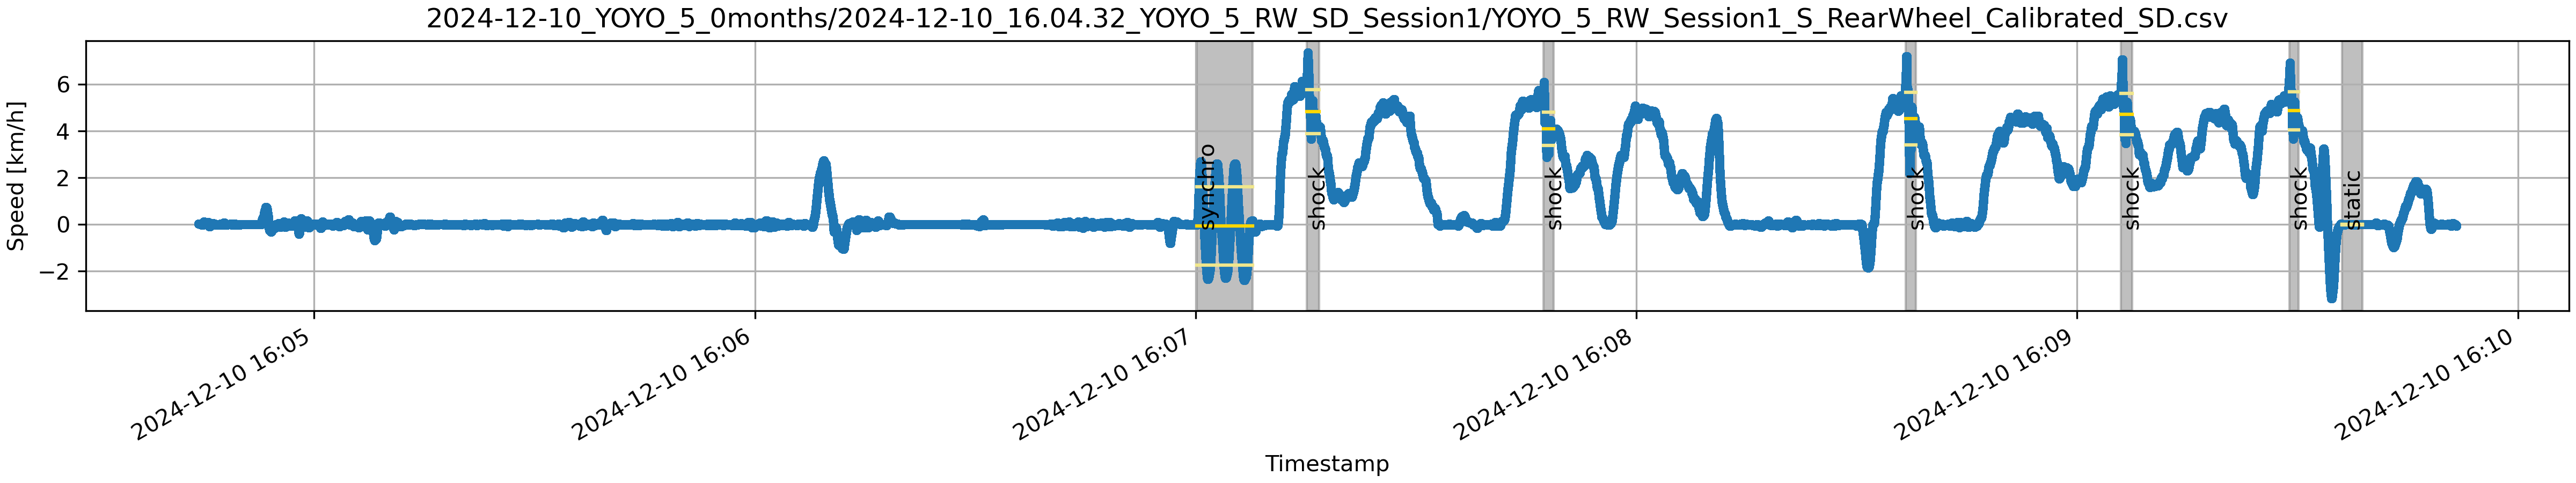 2024-12-10_YOYO_5_0months/2024-12-10_16.04.32_YOYO_5_RW_SD_Session1/YOYO_5_RW_Session1_S_RearWheel_Calibrated_SD.csv
Speed [km/h]
6
4
2
0
−2
synchro
shock
shock
shock
shock
shock
static
2024-12-10 16:05
2024-12-10 16:06
2024-12-10 16:07
2024-12-10 16:08
2024-12-10 16:09
2024-12-10 16:10
Timestamp